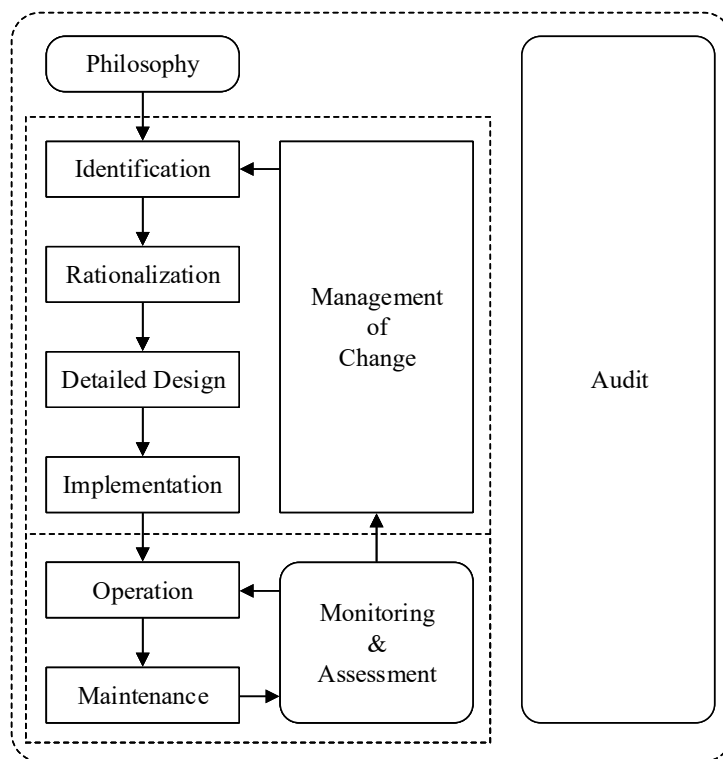 Philosophy
Identification
Rationalization
Detailed Design
Implementation
Operation
Maintenance
Management
of
Change
Monitoring
&
Assessment
Audit